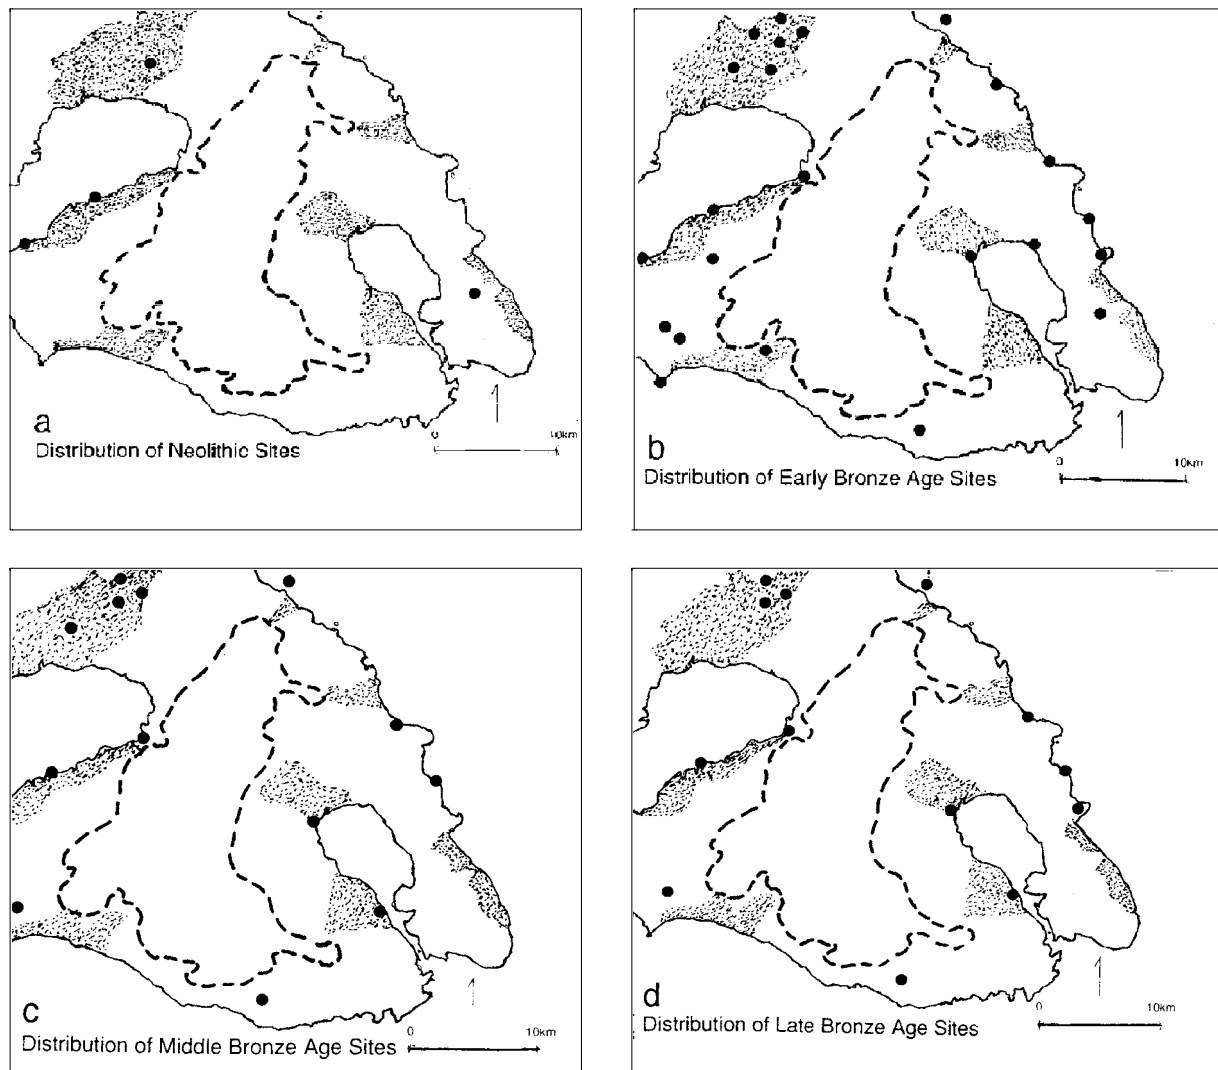 a
Distribution of Neolithic Sites
0 10km
b
Distribution of Early Bronze Age Sites
0 10km
c
Distribution of Middle Bronze Age Sites
0 10km
d
Distribution of Late Bronze Age Sites
0 10km